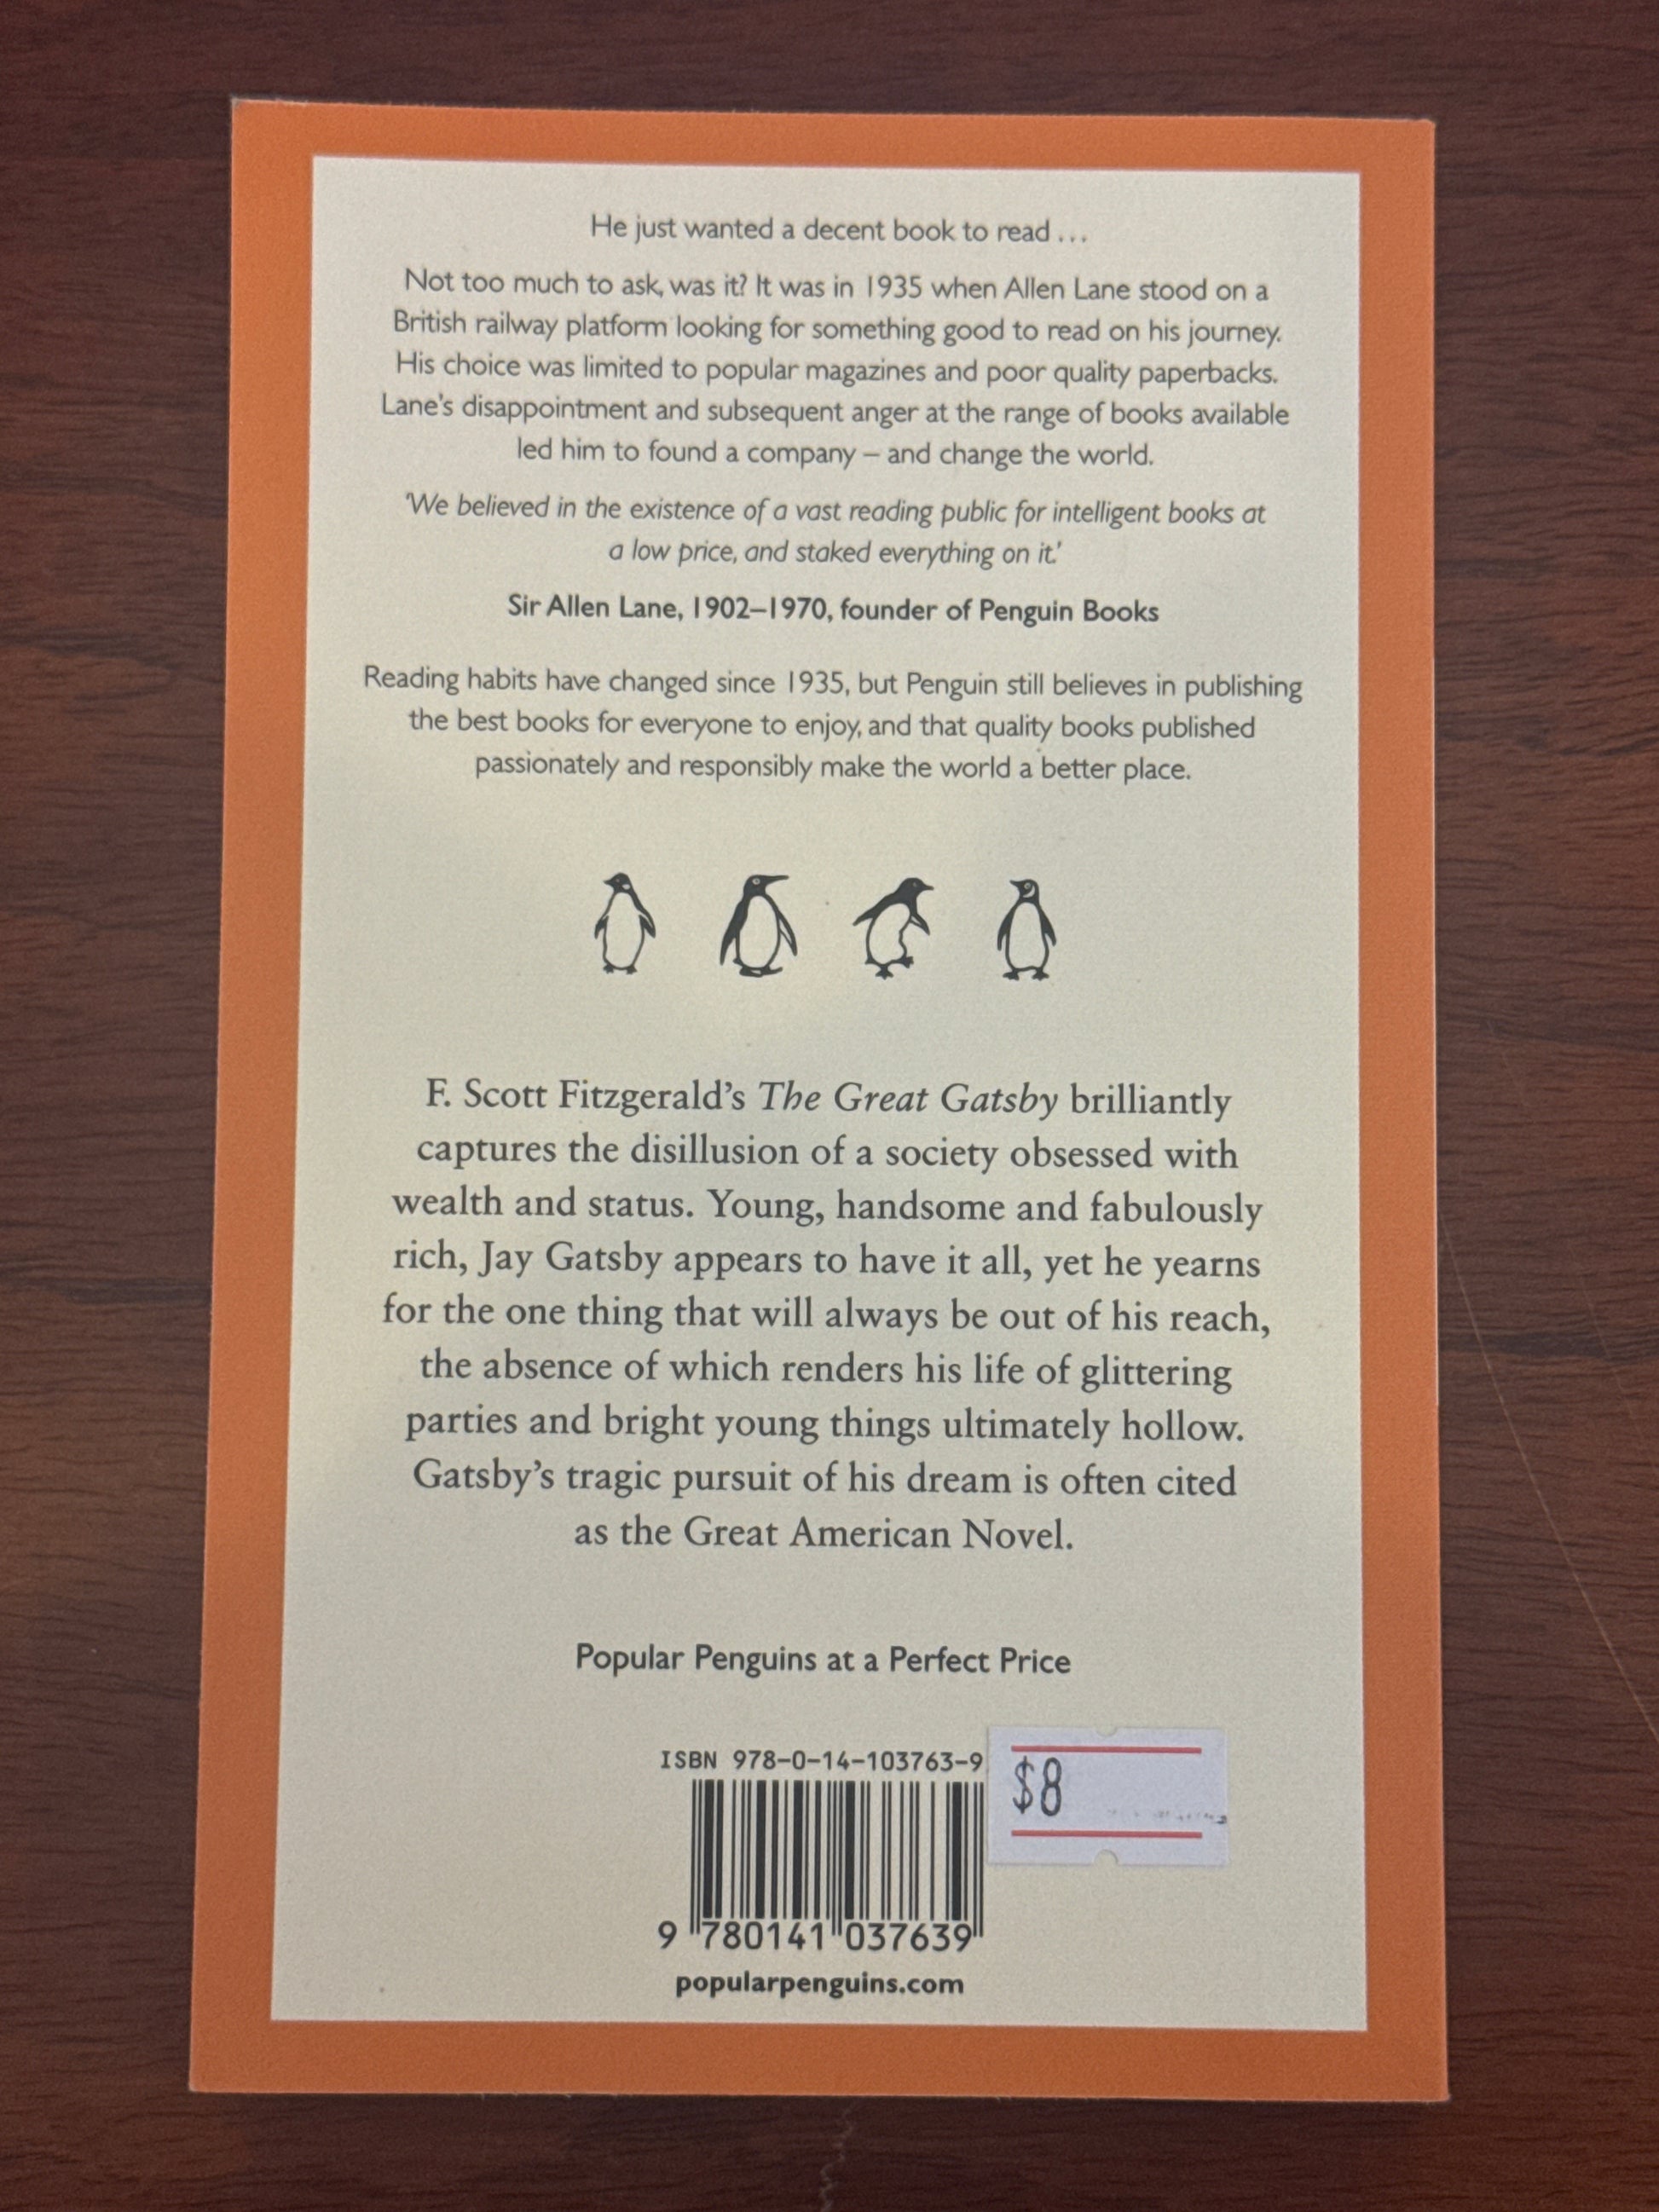 He just wanted a decent book to read …
Not too much to ask, was it? It was in 1935 when Allen Lane stood on a
British railway platform looking for something good to read on his journey.
His choice was limited to popular magazines and poor quality paperbacks.
Lane’s disappointment and subsequent anger at the range of books available
led him to found a company – and change the world.
‘We believed in the existence of a vast reading public for intelligent books at
a low price, and staked everything on it.’
Sir Allen Lane, 1902–1970, founder of Penguin Books
Reading habits have changed since 1935, but Penguin still believes in publishing
the best books for everyone to enjoy, and that quality books published
passionately and responsibly make the world a better place.
F. Scott Fitzgerald’s The Great Gatsby brilliantly
captures the disillusion of a society obsessed with
wealth and status. Young, handsome and fabulously
rich, Jay Gatsby appears to have it all, yet he yearns
for the one thing that will always be out of his reach,
the absence of which renders his life of glittering
parties and bright young things ultimately hollow.
Gatsby’s tragic pursuit of his dream is often cited
as the Great American Novel.
Popular Penguins at a Perfect Price
ISBN 978-0-14-103763-9
$8
9 780141 037639
popularpenguins.com